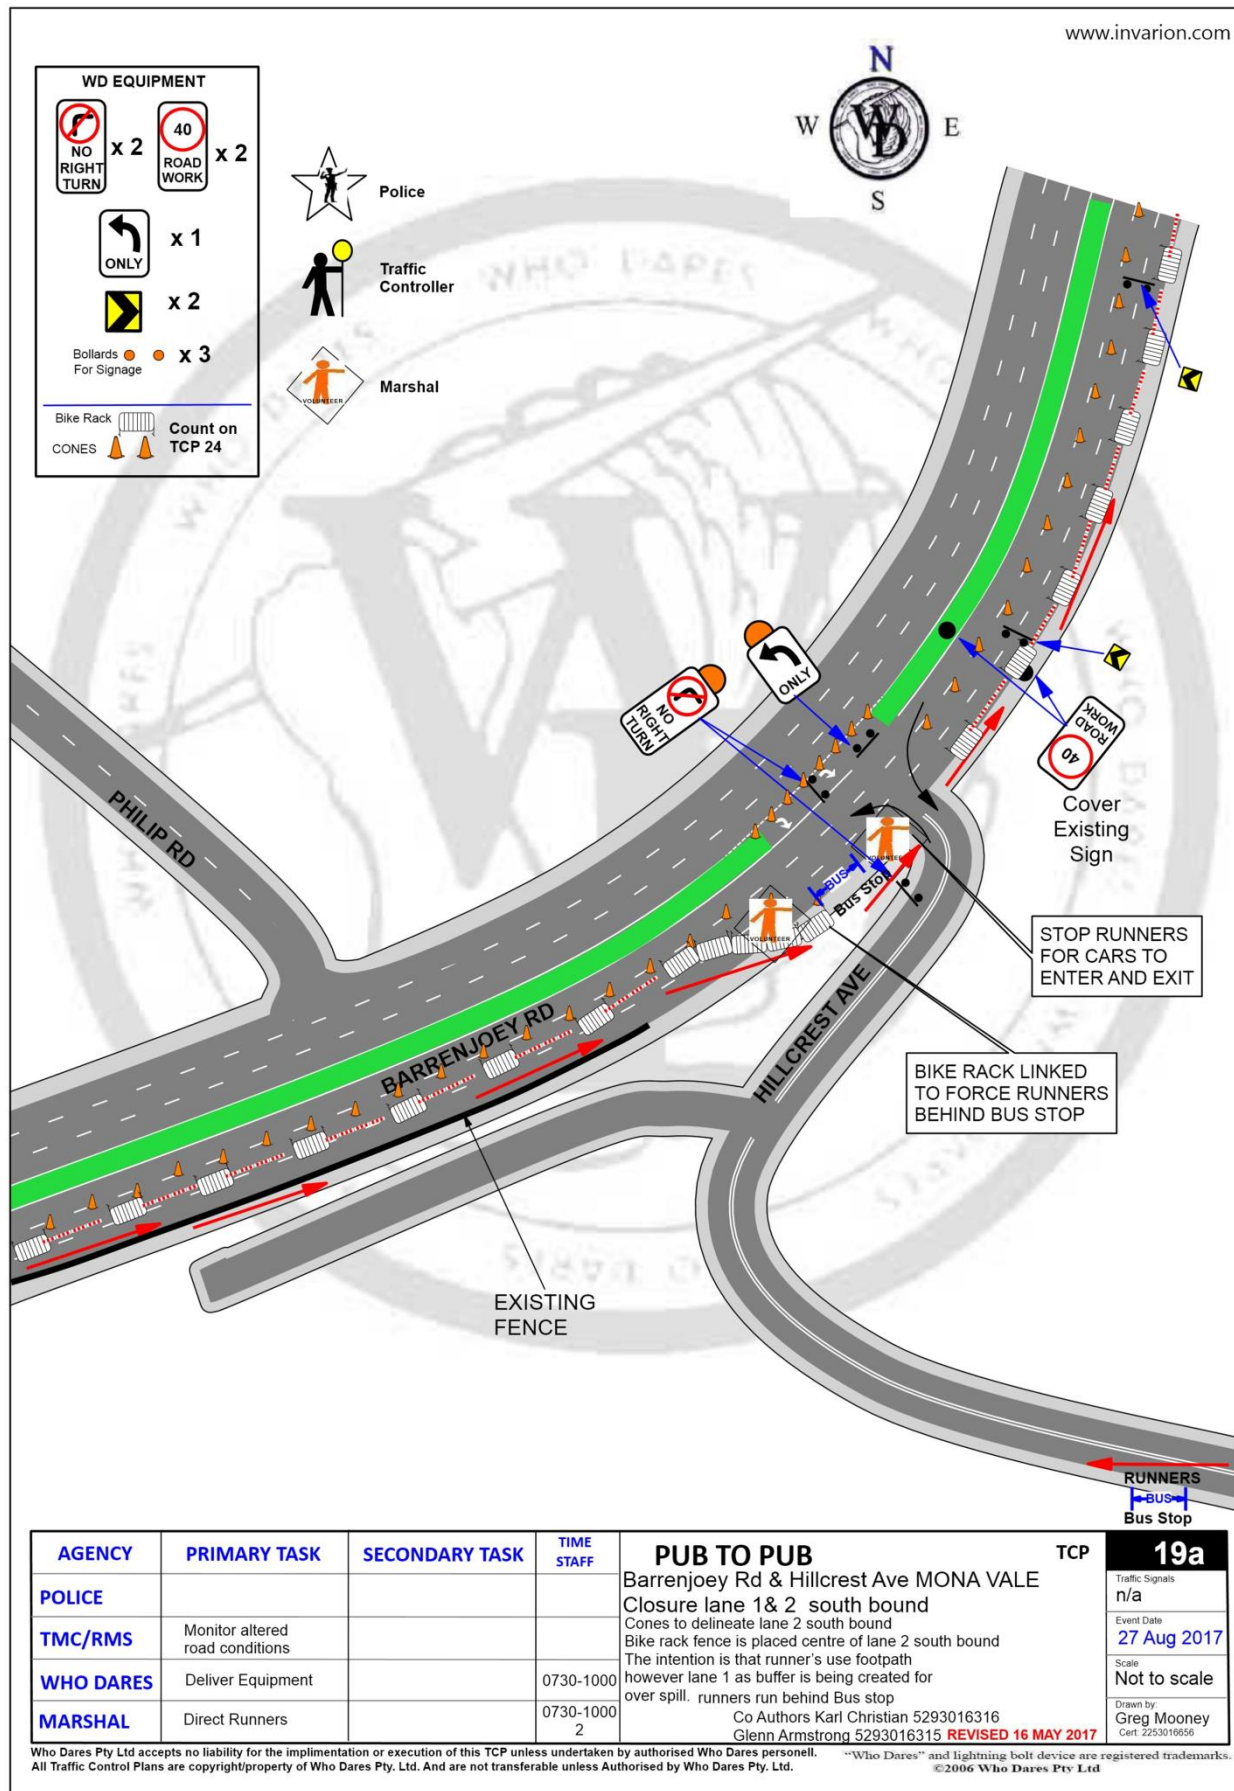 www.invarion.com
WD EQUIPMENT
NO
RIGHT
TURN
x 2
40
ROAD
WORK
x 2
ONLY
x 1
x 2
Bollards
For Signage
x 3
Bike Rack
CONES
Count on
TCP 24
Police
Traffic
Controller
VOLUNTEER
Marshal
N
W
E
S
WD
WHO DARES
NO
RIGHT
TURN
ONLY
40
ROAD
WORK
Cover
Existing
Sign
PHILIP RD
BARRENJOEY RD
HILLCREST AVE
VOLUNTEER
VOLUNTEER
BUS
Bus Stop
STOP RUNNERS
FOR CARS TO
ENTER AND EXIT
BIKE RACK LINKED
TO FORCE RUNNERS
BEHIND BUS STOP
EXISTING
FENCE
RUNNERS
BUS
Bus Stop
AGENCY PRIMARY TASK SECONDARY TASK TIME STAFF
POLICE
TMC/RMS Monitor altered road conditions
WHO DARES Deliver Equipment 0730-1000
MARSHAL Direct Runners 0730-1000 2
PUB TO PUB TCP 19a
Barrenjoey Rd & Hillcrest Ave MONA VALE
Closure lane 1& 2 south bound
Cones to delineate lane 2 south bound
Bike rack fence is placed centre of lane 2 south bound
The intention is that runner's use footpath
however lane 1 as buffer is being created for
over spill. runners run behind Bus stop
Co Authors Karl Christian 5293016316
Glenn Armstrong 5293016315 REVISED 16 MAY 2017
Traffic Signals
n/a
Event Date
27 Aug 2017
Scale
Not to scale
Drawn by:
Greg Mooney
Cert: 2253016656
Who Dares Pty Ltd accepts no liability for the implimentation or execution of this TCP unless undertaken by authorised Who Dares personell.
All Traffic Control Plans are copyright/property of Who Dares Pty. Ltd. And are not transferable unless Authorised by Who Dares Pty. Ltd.
"Who Dares" and lightning bolt device are registered trademarks.
©2006 Who Dares Pty Ltd